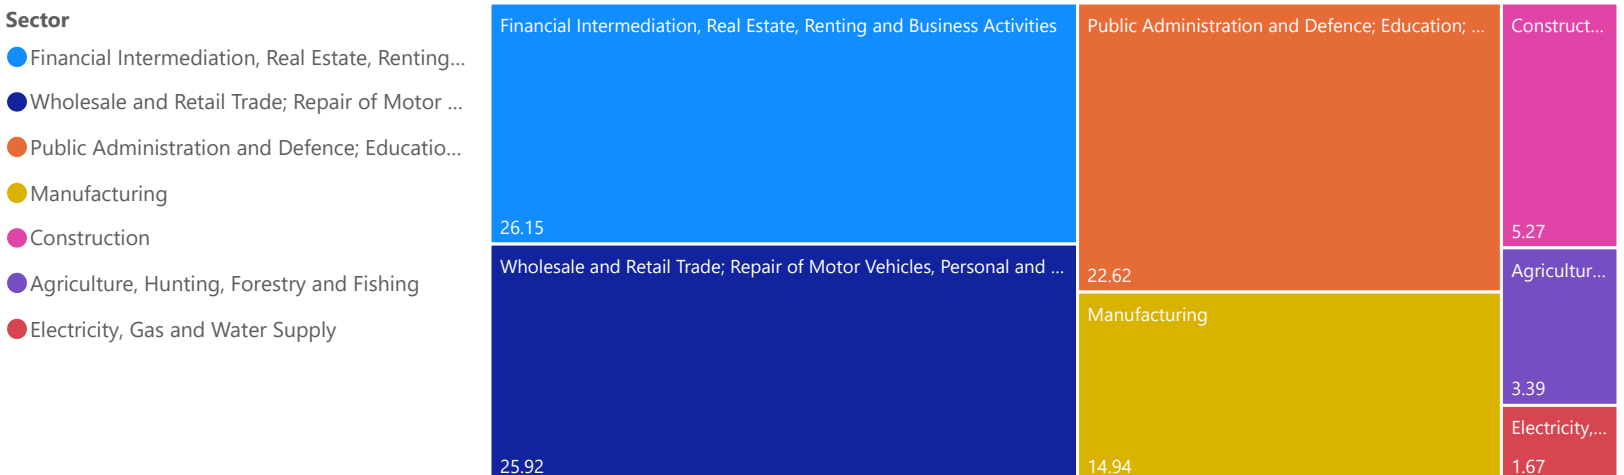 Sector
Financial Intermediation, Real Estate, Renting...
Wholesale and Retail Trade; Repair of Motor ...
Public Administration and Defence; Educatio...
Manufacturing
Construction
Agriculture, Hunting, Forestry and Fishing
Electricity, Gas and Water Supply
Financial Intermediation, Real Estate, Renting and Business Activities
26.15
Wholesale and Retail Trade; Repair of Motor Vehicles, Personal and ...
25.92
Public Administration and Defence; Education; ...
22.62
Manufacturing
14.94
Construct...
5.27
Agricultur...
3.39
Electricity,...
1.67